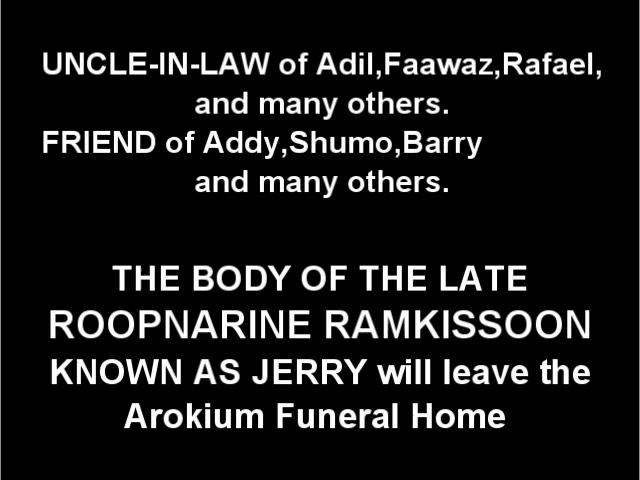 UNCLE-IN-LAW of Adil,Faawaz,Rafael,
and many others.
FRIEND of Addy,Shumo,Barry
and many others.
THE BODY OF THE LATE
ROOPNARINE RAMKISSOON
KNOWN AS JERRY will leave the
Arokium Funeral Home